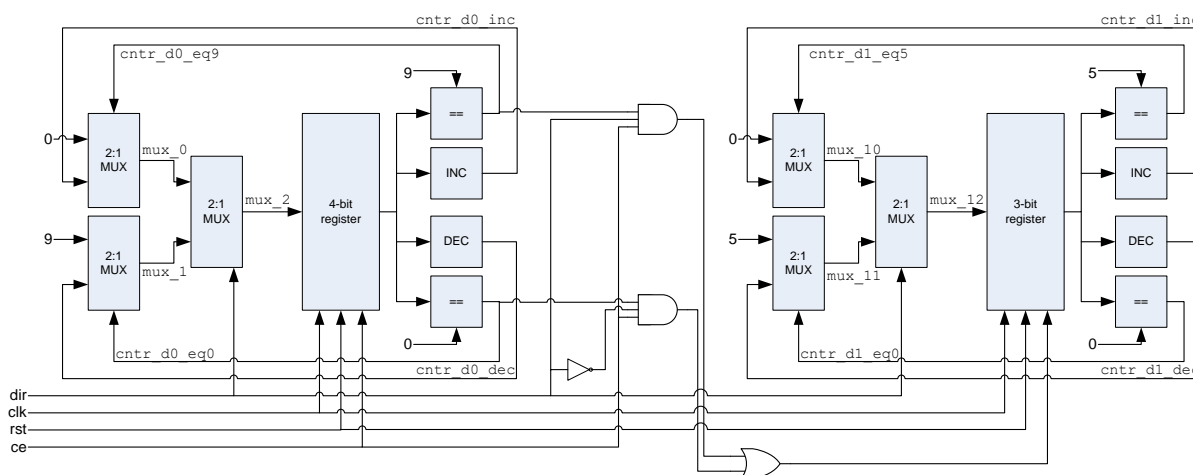 cntr_d0_inc
cntr_d1_inc
cntr_d0_eq9
cntr_d1_eq5
9
5
==
==
0
2:1
MUX
mux_0
INC
0
2:1
MUX
mux_10
INC
2:1
MUX
mux_2
4-bit
register
2:1
MUX
mux_12
3-bit
register
9
2:1
MUX
mux_1
DEC
5
2:1
MUX
mux_11
DEC
==
==
0
0
cntr_d0_eq0
cntr_d1_eq0
cntr_d0_dec
cntr_d1_dec
dir
clk
rst
ce